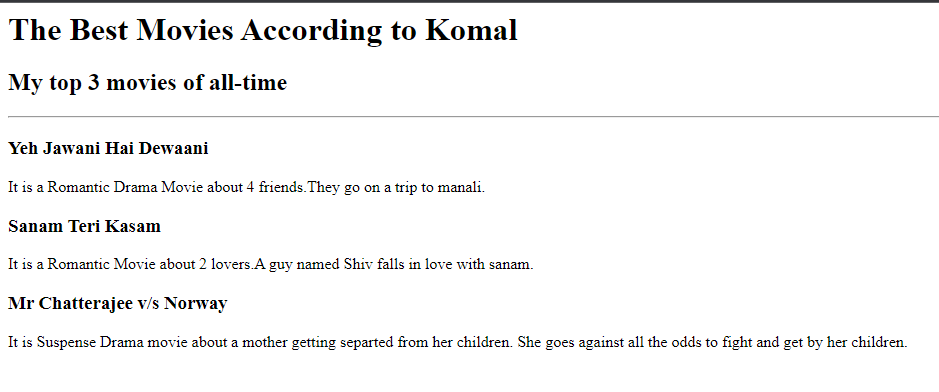 The Best Movies According to Komal
My top 3 movies of all-time
Yeh Jawani Hai Dewaani
It is a Romantic Drama Movie about 4 friends.They go on a trip to manali.
Sanam Teri Kasam
It is a Romantic Movie about 2 lovers.A guy named Shiv falls in love with sanam.
Mr Chatterajee v/s Norway
It is Suspense Drama movie about a mother getting separted from her children. She goes against all the odds to fight and get by her children.